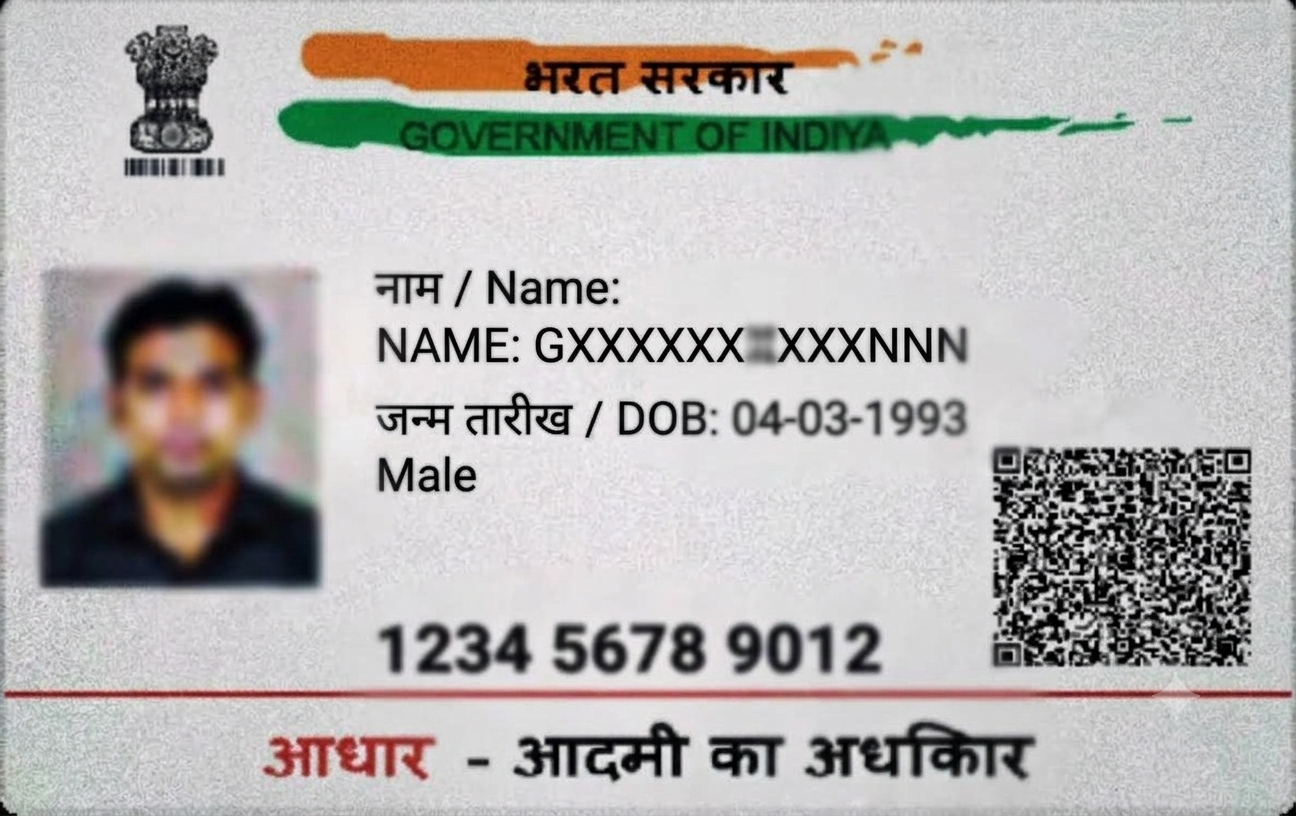 भरत सरकार
GOVERNMENT OF INDIYA
नाम / Name:
NAME: GXXXXXX XXXNNN
जन्म तारीख / DOB: 04-03-1993
Male
1234 5678 9012
आधार - आदमी का अधकिार